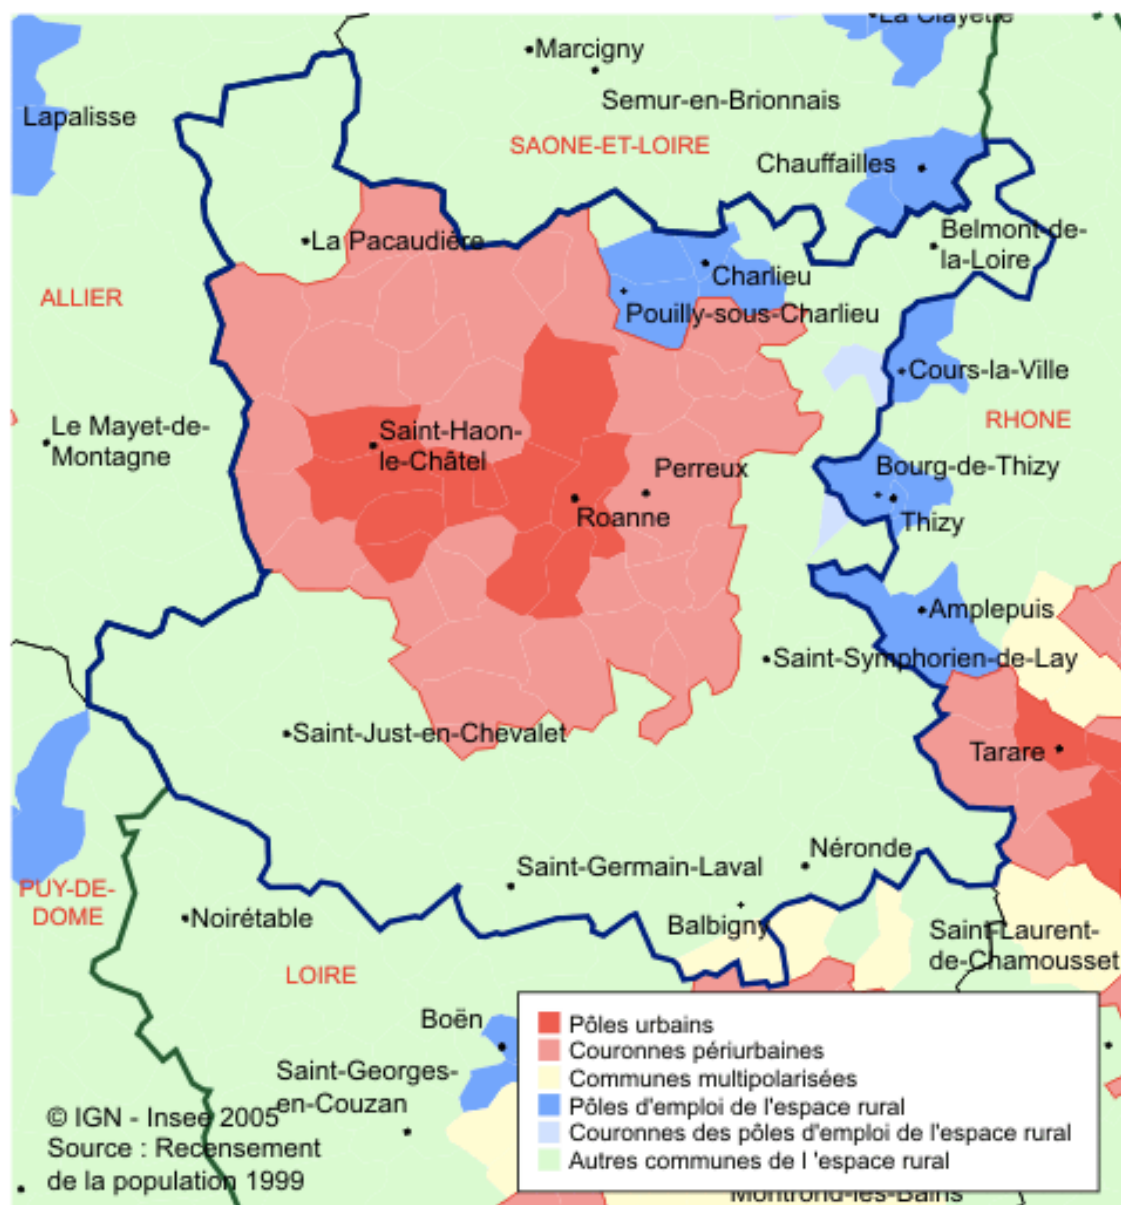 La Clayette
Marcigny
Semur-en-Brionnais
Lapalisse
SAONE-ET-LOIRE
Chauffailles
La Pacaudière
Belmont-de-
la-Loire
ALLIER
Charlieu
Pouilly-sous-Charlieu
Cours-la-Ville
RHONE
Le Mayet-de-
Montagne
Saint-Haon-
le-Châtel
Perreux
Bourg-de-Thizy
Roanne
Thizy
Amplepuis
Saint-Symphorien-de-Lay
Saint-Just-en-Chevalet
Tarare
Néronde
Saint-Germain-Laval
PUY-DE-
DOME
Noirétable
Balbigny
Saint-Laurent-
de-Chamousset
LOIRE
Boën
Saint-Georges-
en-Couzan
Pôles urbains
Couronnes périurbaines
Communes multipolarisées
Pôles d'emploi de l'espace rural
Couronnes des pôles d'emploi de l'espace rural
Autres communes de l 'espace rural
© IGN - Insee 2005
Source : Recensement
de la population 1999
Montrond-les-Bains